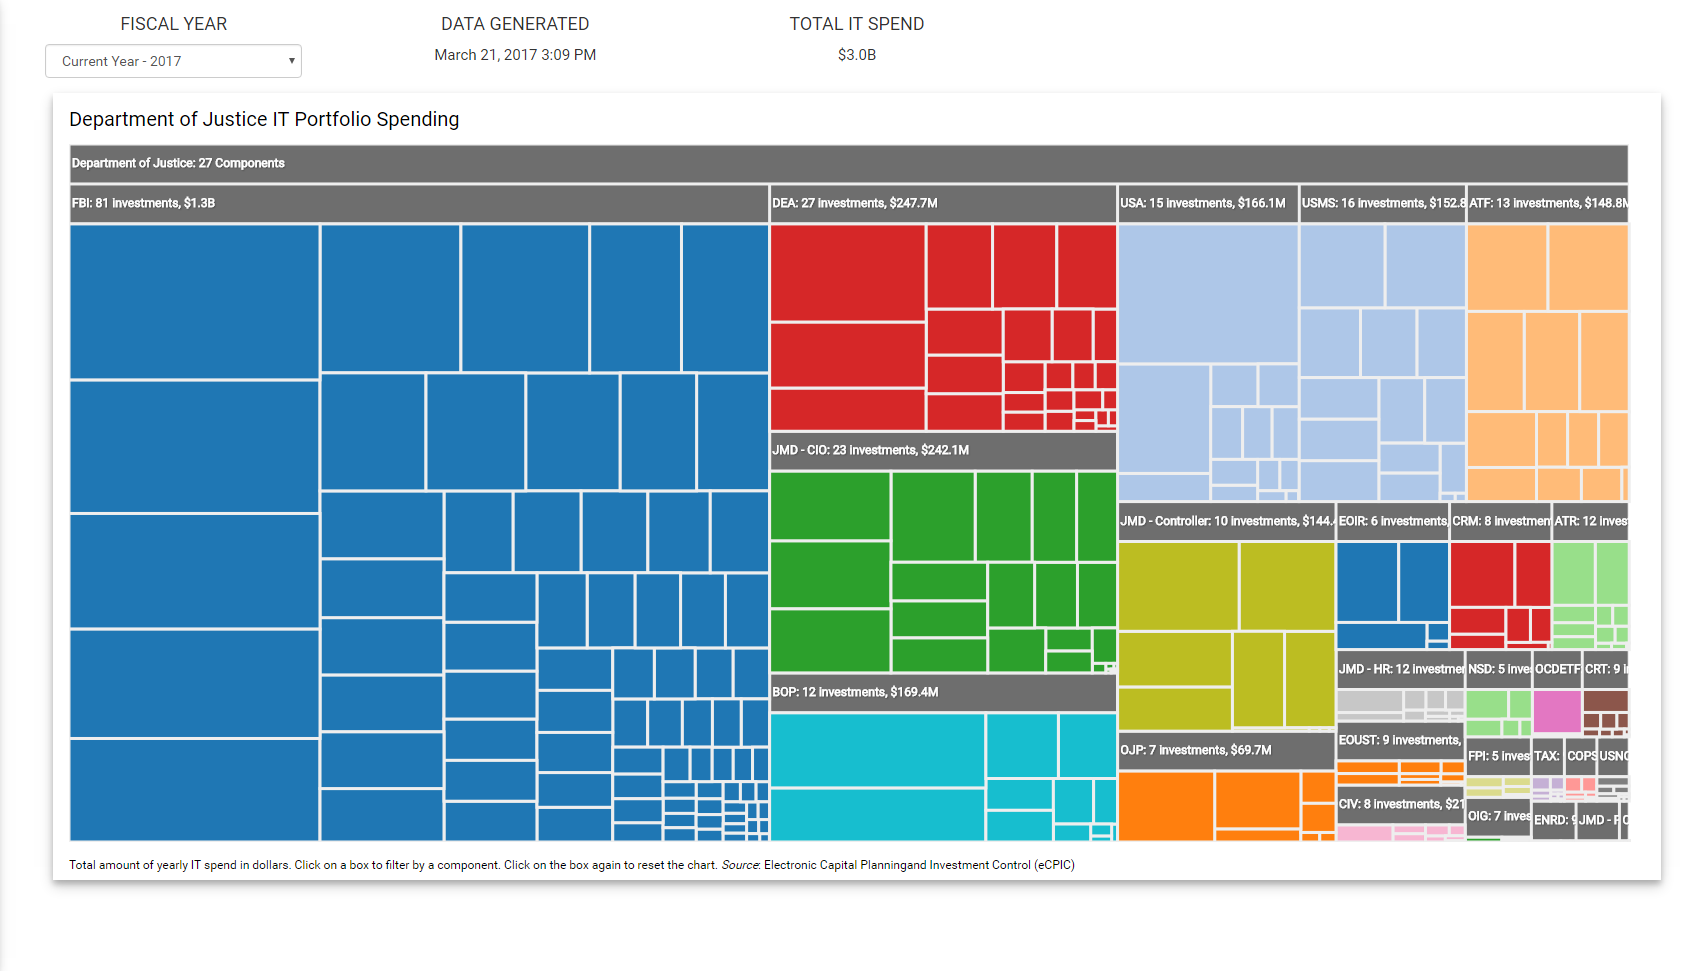 FISCAL YEAR
DATA GENERATED
TOTAL IT SPEND
Current Year - 2017
March 21, 2017 3:09 PM
$3.0B
Department of Justice IT Portfolio Spending
Department of Justice: 27 Components
FBI: 81 investments, $1.3B
DEA: 27 investments, $247.7M
USA: 15 investments, $166.1M
USMS: 16 investments, $152.8
ATF: 13 investments, $148.8M
JMD - CIO: 23 investments, $242.1M
JMD - Controller: 10 investments, $144.
EOIR: 6 investments,
CRM: 8 investmen
ATR: 12 inves
JMD - HR: 12 investmen
NSD: 5 inves
OCDETF
CRT: 9 i
BOP: 12 investments, $169.4M
EOUST: 9 investments,
OJP: 7 investments, $69.7M
FPI: 5 inves
TAX:
COPS
USNC
CIV: 8 investments, $21
OIG: 7 inves
ENRD: 9
JMD -
Total amount of yearly IT spend in dollars. Click on a box to filter by a component. Click on the box again to reset the chart. Source: Electronic Capital Planningand Investment Control (eCPIC)